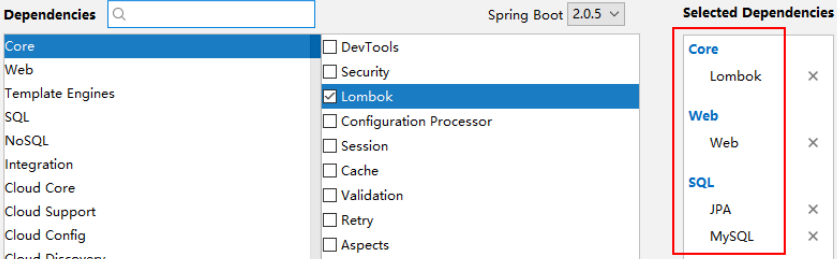 Dependencies
Spring Boot 2.0.5
Selected Dependencies
Core
Web
Template Engines
SQL
NoSQL
Integration
Cloud Core
Cloud Support
Cloud Config
Cloud Discovery
DevTools
Security
Lombok
Configuration Processor
Session
Cache
Validation
Retry
Aspects
Core
Lombok
Web
Web
SQL
JPA
MySQL